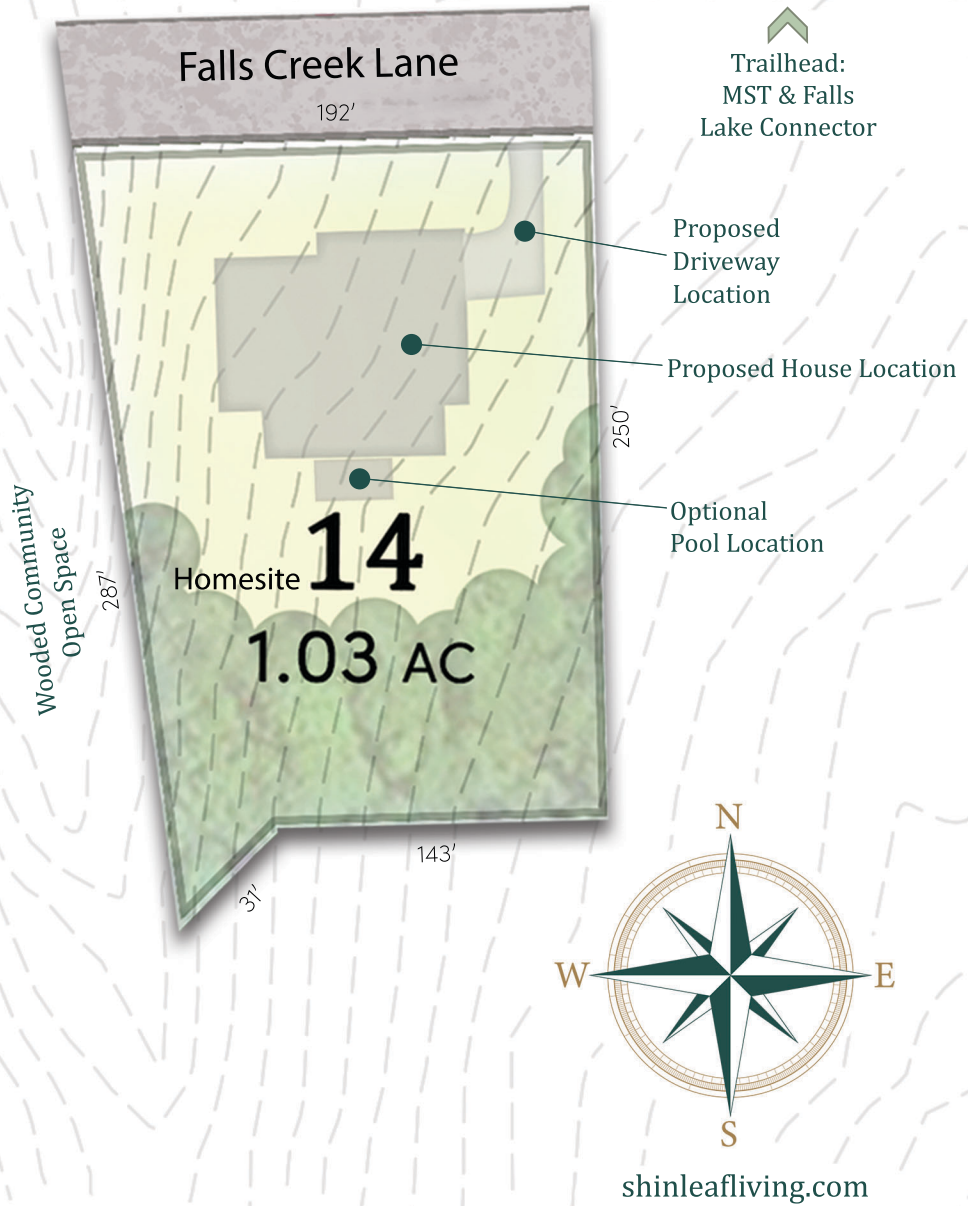 Falls Creek Lane
192′
Trailhead:
MST & Falls
Lake Connector
Proposed
Driveway
Location
Proposed House Location
250′
Optional
Pool Location
Wooded Community
Open Space
287′
Homesite 14
1.03 AC
143′
31′
N
W
E
S
shinleafliving.com